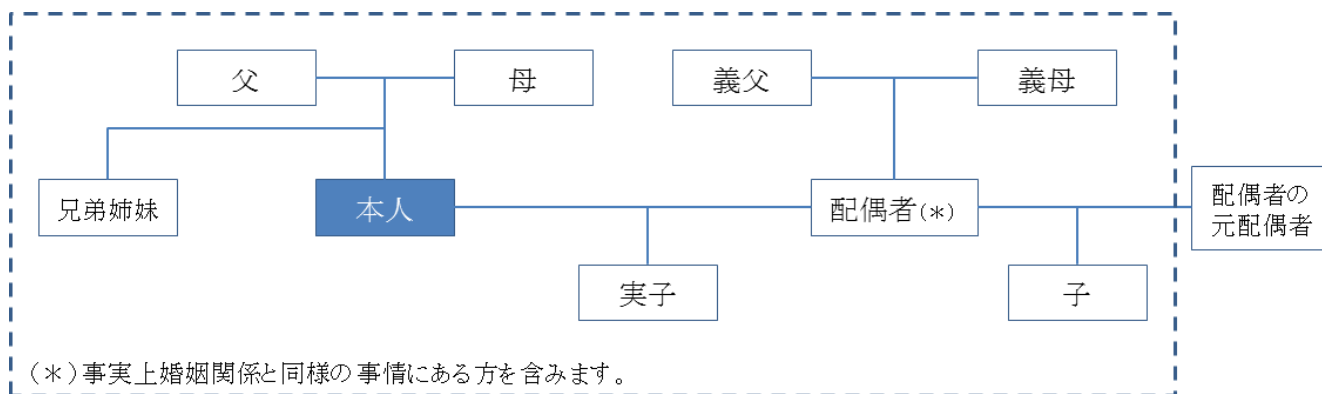 父
母
義父
義母
兄弟姉妹
本人
配偶者(＊)
配偶者の
元配偶者
実子
子
(＊)事実上婚姻関係と同様の事情にある方を含みます。